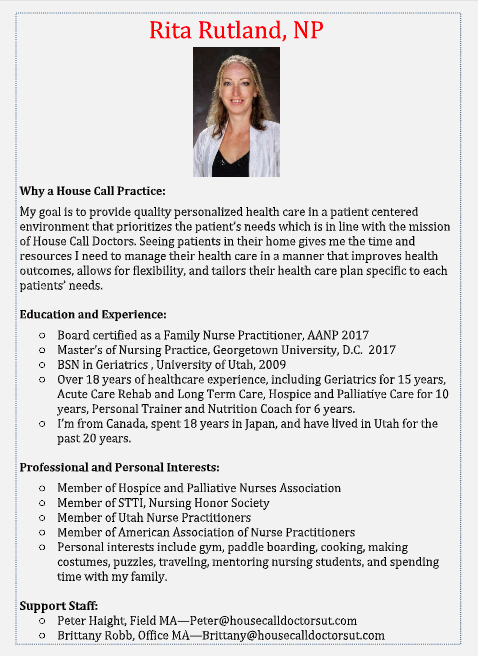 Rita Rutland, NP
Why a House Call Practice:
My goal is to provide quality personalized health care in a patient centered
environment that prioritizes the patient's needs which is in line with the mission
of House Call Doctors. Seeing patients in their home gives me the time and
resources I need to manage their health care in a manner that improves health
outcomes, allows for flexibility, and tailors their health care plan specific to each
patients' needs.
Education and Experience:
o Board certified as a Family Nurse Practitioner, AANP 2017
o Master's of Nursing Practice, Georgetown University, D.C. 2017
o BSN in Geriatrics , University of Utah, 2009
o Over 18 years of healthcare experience, including Geriatrics for 15 years,
Acute Care Rehab and Long Term Care, Hospice and Palliative Care for 10
years, Personal Trainer and Nutrition Coach for 6 years.
o I'm from Canada, spent 18 years in Japan, and have lived in Utah for the
past 20 years.
Professional and Personal Interests:
o Member of Hospice and Palliative Nurses Association
o Member of STTI, Nursing Honor Society
o Member of Utah Nurse Practitioners
o Member of American Association of Nurse Practitioners
o Personal interests include gym, paddle boarding, cooking, making
costumes, puzzles, traveling, mentoring nursing students, and spending
time with my family.
Support Staff:
o Peter Haight, Field MA—Peter@housecalldoctorsut.com
o Brittany Robb, Office MA—Brittany@housecalldoctorsut.com